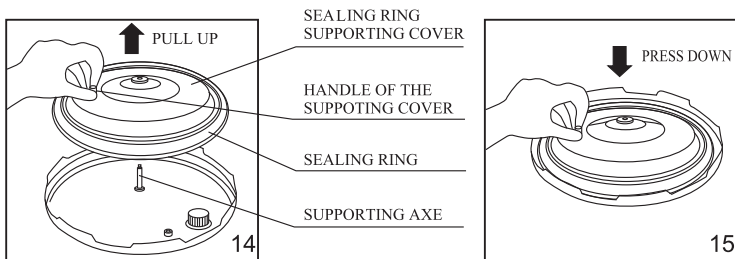 PULL UP
14
SEALING RING
SUPPORTING COVER
HANDLE OF THE
SUPPOTING COVER
SEALING RING
SUPPORTING AXE
PRESS DOWN
15